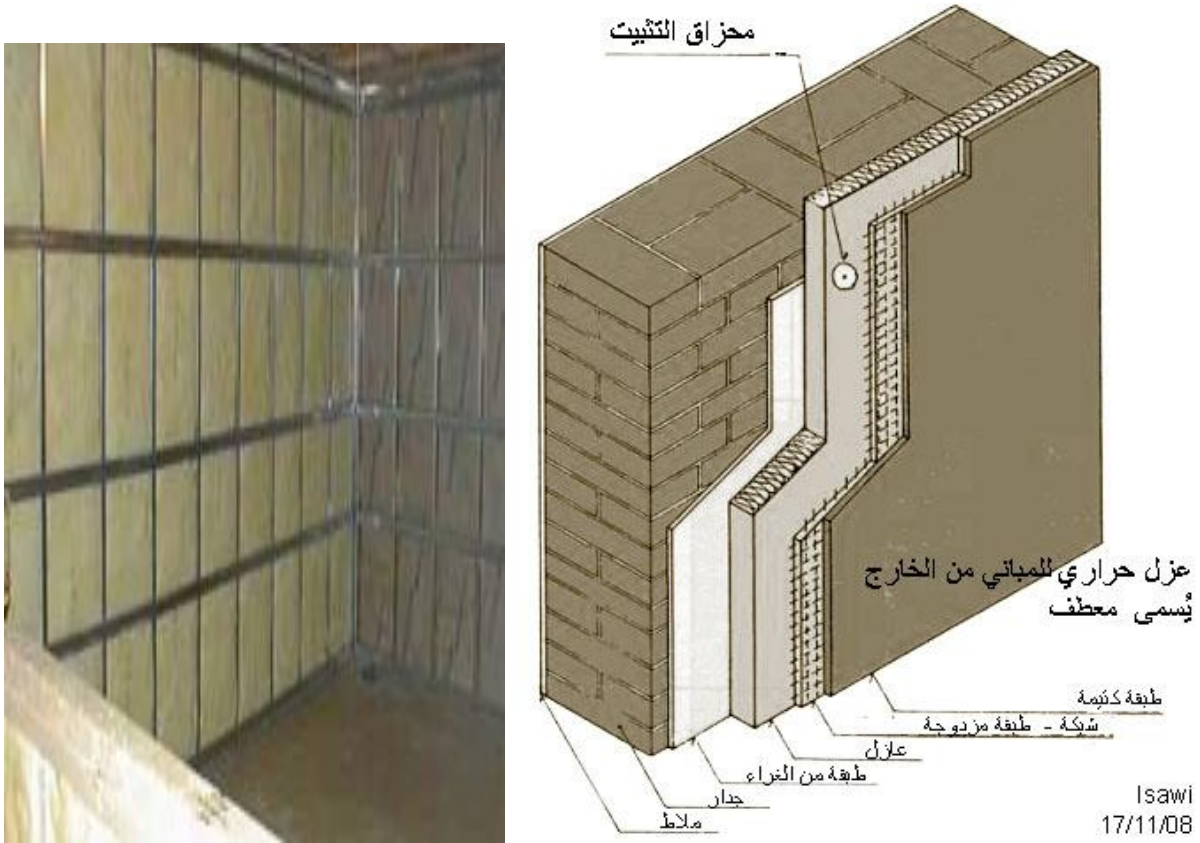 محزاق التثبيت
عزل حراري للمباني من الخارج
يُسمى معطف
طبقة كتيمة
شبكة - طبقة مزدوجة
عازل
طبقة من الغراء
جدار
ملاط
Isawi
17/11/08